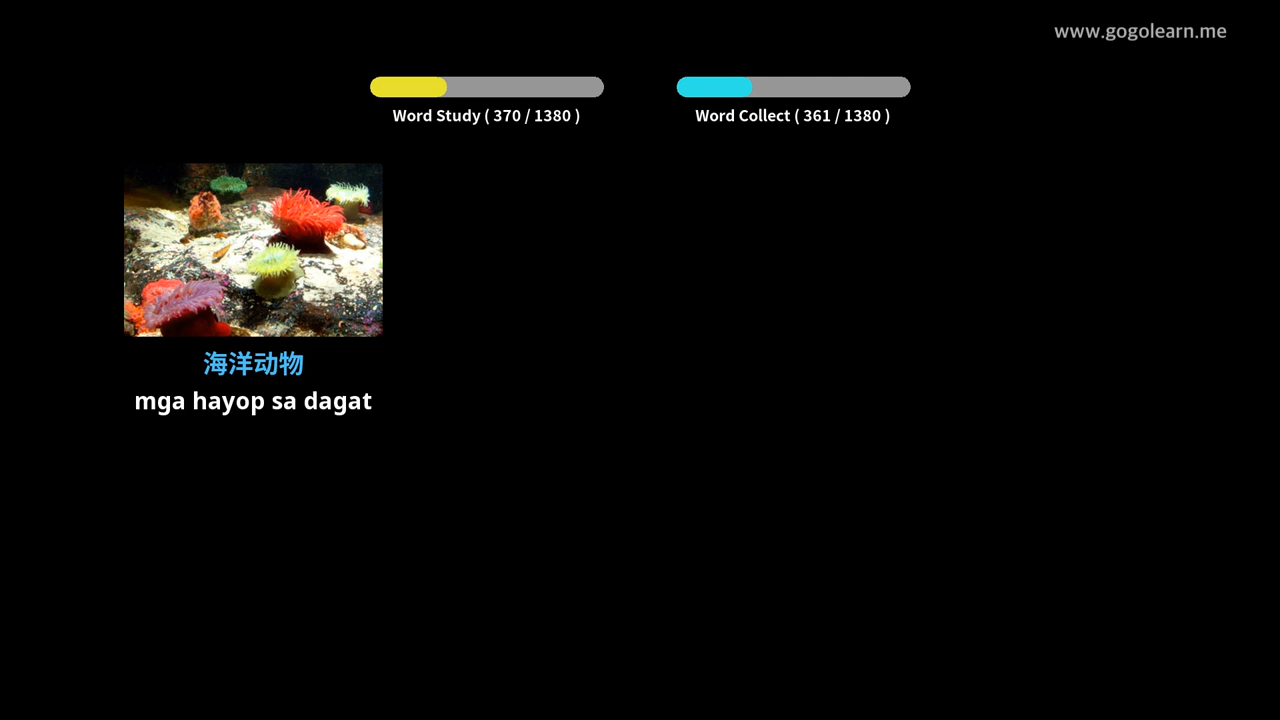 www.gogolearn.me
Word Study ( 370 / 1380 )
Word Collect ( 361 / 1380 )
海洋动物
mga hayop sa dagat